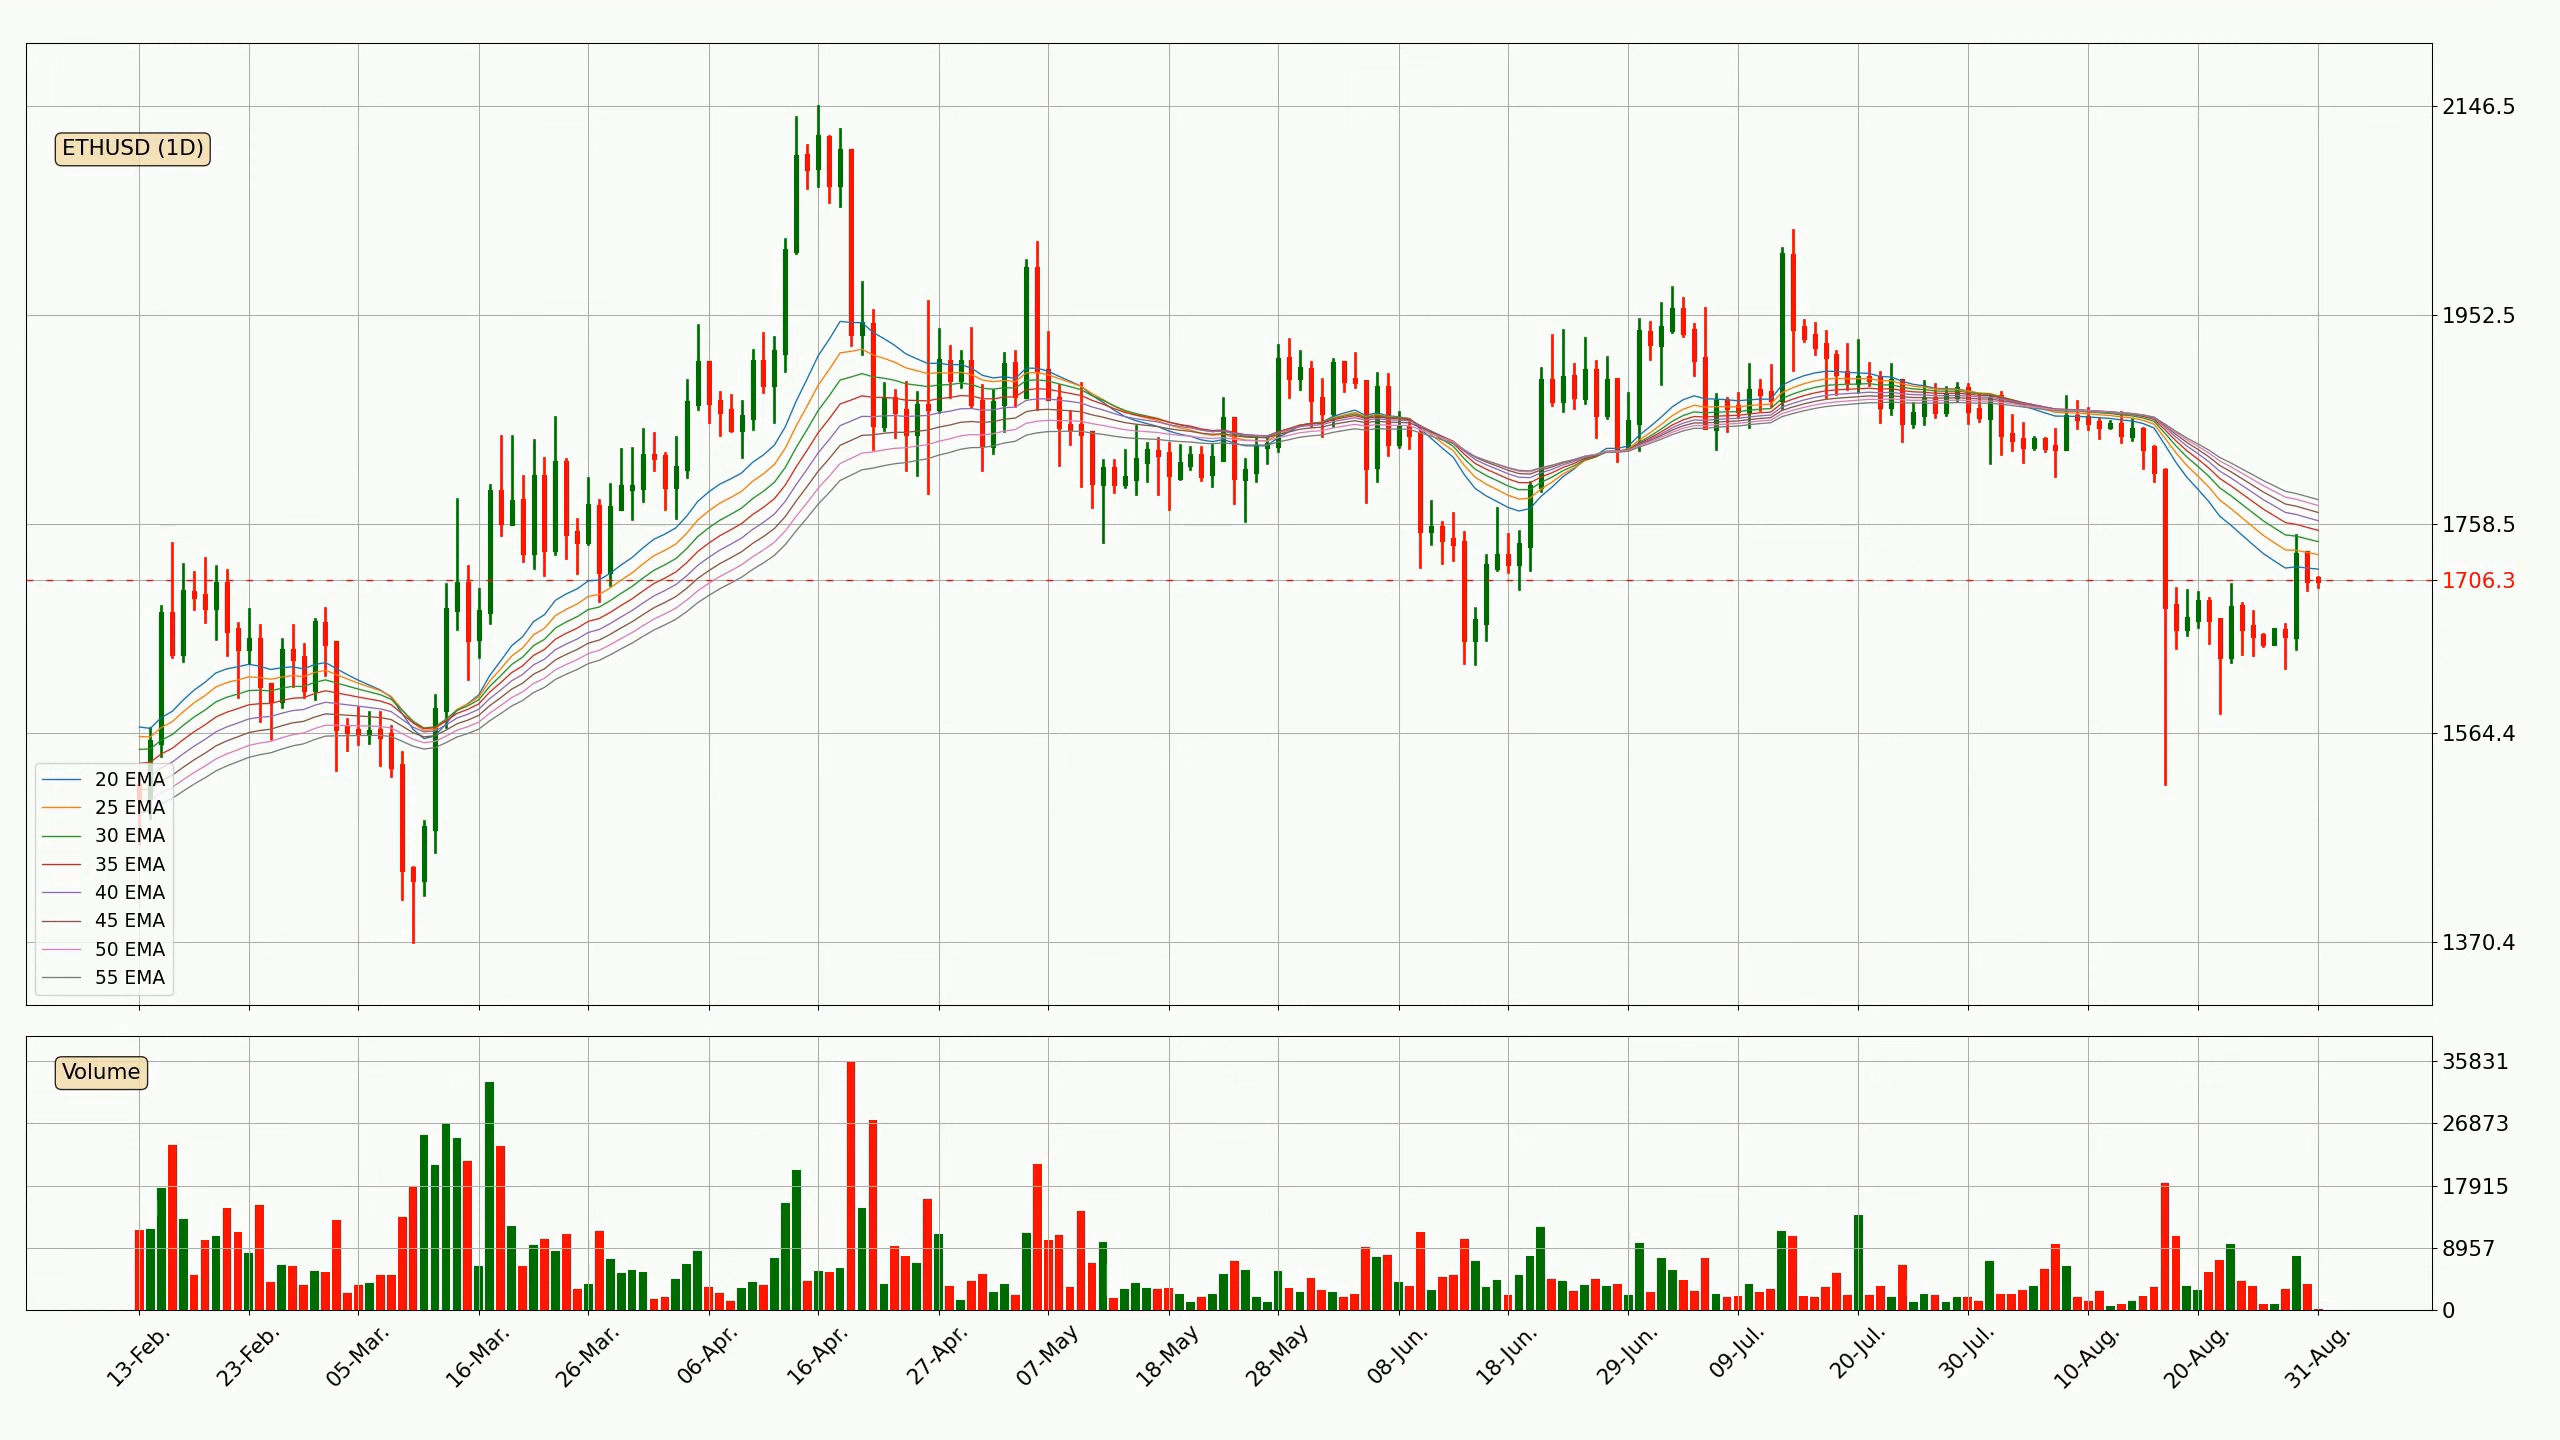 ETHUSD (1D)
2146.5
1952.5
1758.5
1706.3
1564.4
1370.4
20 EMA
25 EMA
30 EMA
35 EMA
40 EMA
45 EMA
50 EMA
55 EMA
Volume
35831
26873
17915
8957
0
13-Feb.
23-Feb.
05-Mar.
16-Mar.
26-Mar.
06-Apr.
16-Apr.
27-Apr.
07-May
18-May
28-May
08-Jun.
18-Jun.
29-Jun.
09-Jul.
20-Jul.
30-Jul.
10-Aug.
20-Aug.
31-Aug.